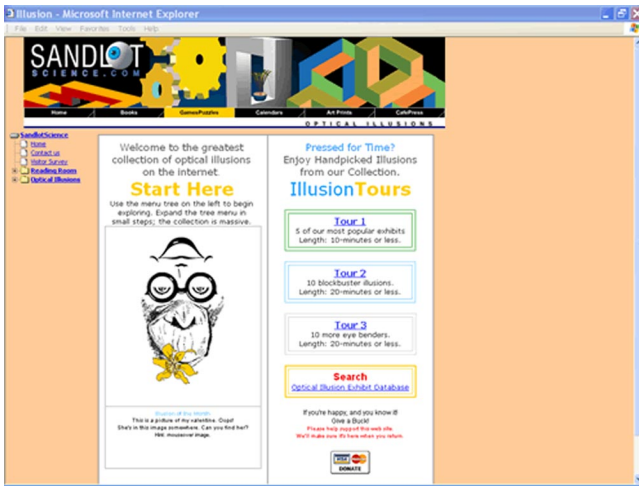 Illusion - Microsoft Internet Explorer
File Edit View Favorites Tools Help
SANDLOT
SCIENCE.COM
Home Books Games/Puzzles Calendars Art Prints CafePress
OPTICAL ILLUSIONS
SandlotScience
Home
Contact us
Visitor Survey
Reading Room
Optical Illusions
Welcome to the greatest
collection of optical illusions
on the internet
Start Here
Use the menu tree on the left to begin
exploring. Expand the tree menu in
small steps; the collection is massive.
Illusion of the Month
This is a picture of my valentine. Oops!
She's in this image somewhere. Can you find her?
Hint: mouseover image.
Pressed for Time?
Enjoy Handpicked Illusions
from our Collection.
IllusionTours
Tour 1
5 of our most popular exhibits
Length: 10-minutes or less.
Tour 2
10 blockbuster illusions.
Length: 20-minutes or less.
Tour 3
10 more eye benders.
Length: 20-minutes or less.
Search
Optical Illusion Exhibit Database
If you're happy, and you know it!
Give a Buck!
Please help support this web site.
We'll make sure it's here when you return.
VISA
DONATE